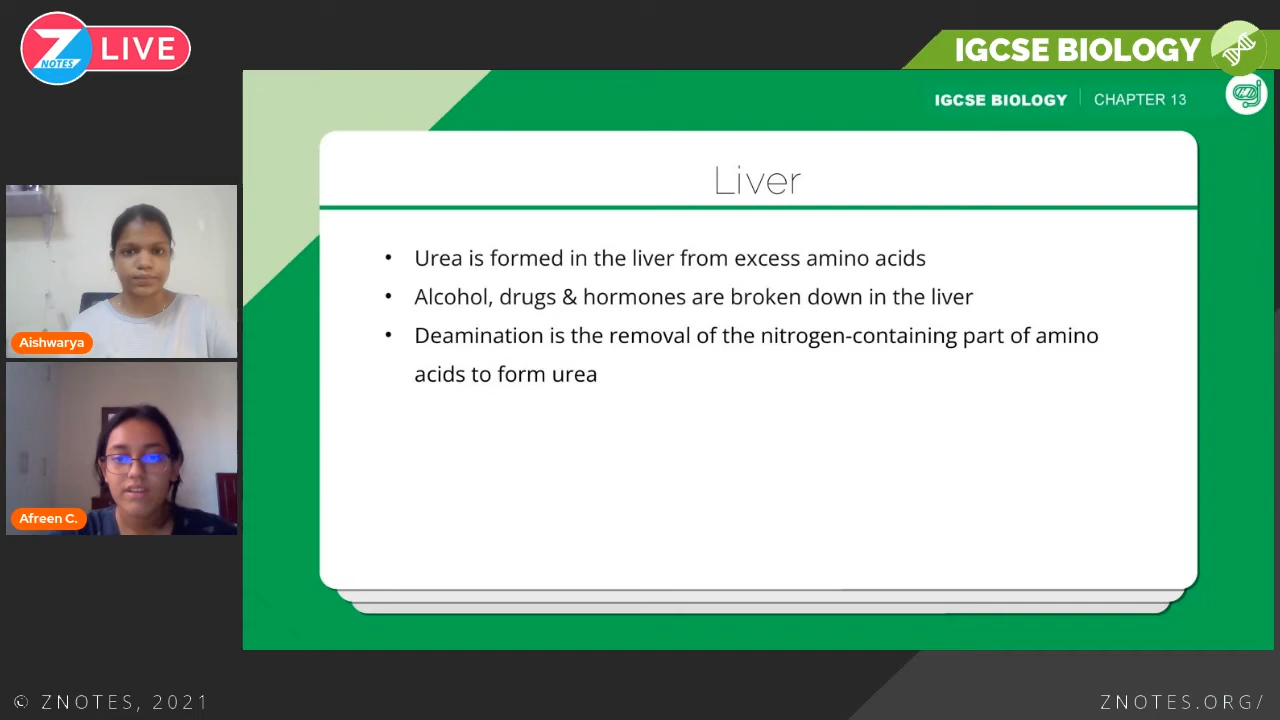 Z NOTES LIVE
IGCSE BIOLOGY
IGCSE BIOLOGY | CHAPTER 13
Liver
• Urea is formed in the liver from excess amino acids
• Alcohol, drugs & hormones are broken down in the liver
• Deamination is the removal of the nitrogen-containing part of amino
acids to form urea
Aishwarya
Afreen C.
© ZNOTES, 2021
ZNOTES.ORG/